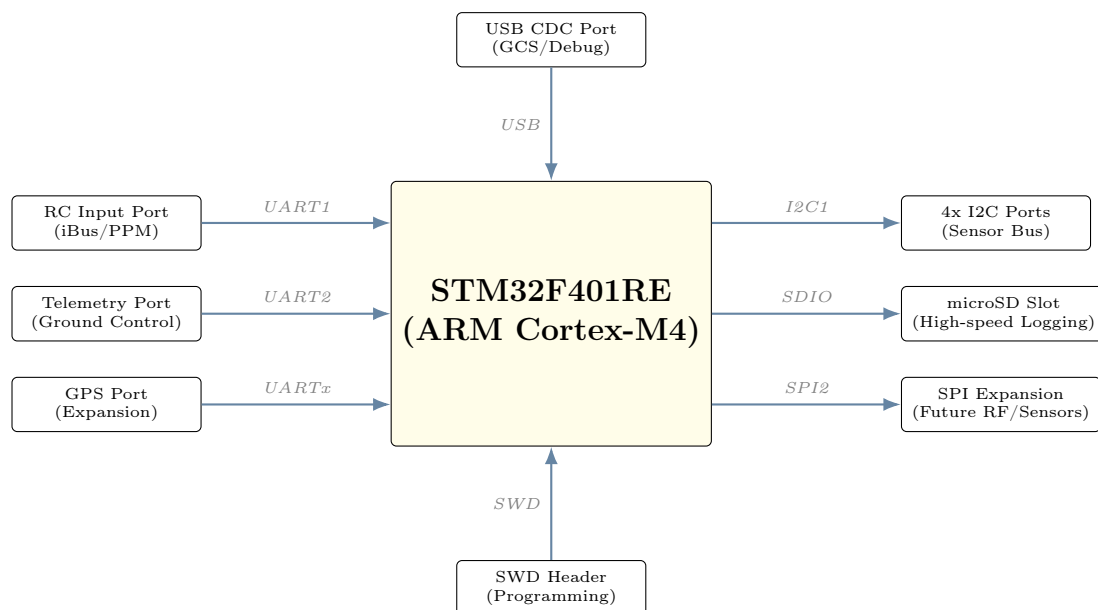 USB CDC Port
(GCS/Debug)
USB
RC Input Port
(iBus/PPM)
UART1
I2C1
4x I2C Ports
(Sensor Bus)
Telemetry Port
(Ground Control)
UART2
STM32F401RE
(ARM Cortex-M4)
SDIO
microSD Slot
(High-speed Logging)
GPS Port
(Expansion)
UARTx
SPI2
SPI Expansion
(Future RF/Sensors)
SWD
SWD Header
(Programming)